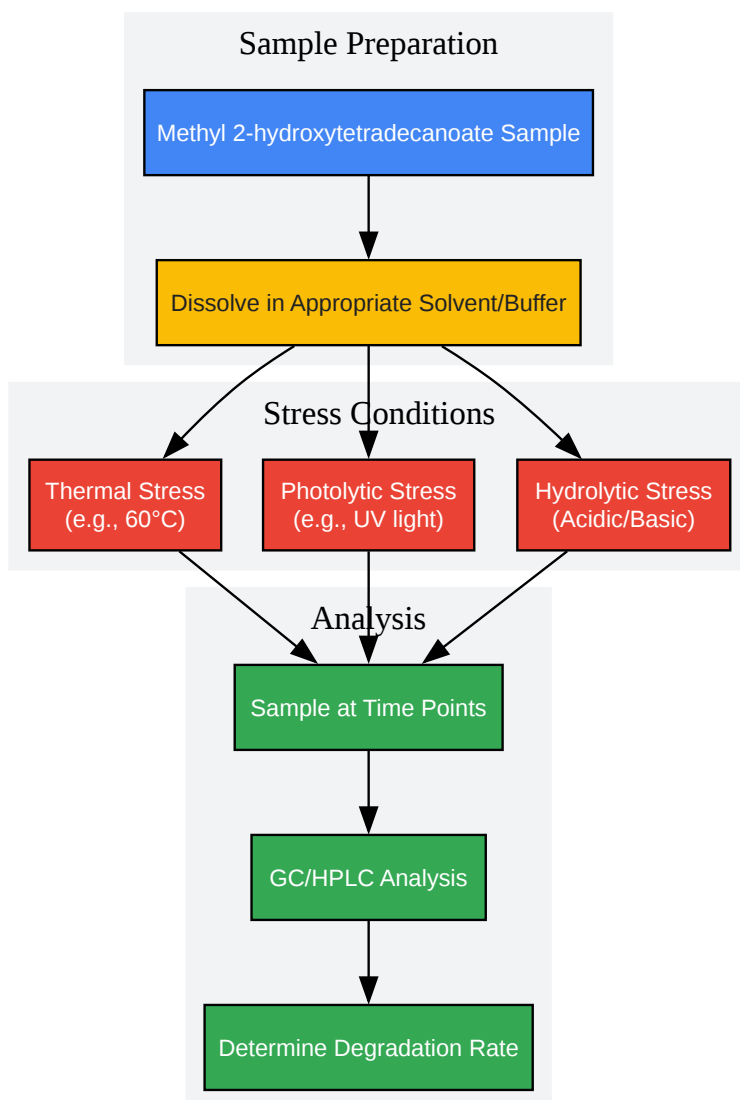 Sample Preparation
Methyl 2-hydroxytetradecanoate Sample
Dissolve in Appropriate Solvent/Buffer
Stress Conditions
Thermal Stress
(e.g., 60°C)
Photolytic Stress
(e.g., UV light)
Hydrolytic Stress
(Acidic/Basic)
Analysis
Sample at Time Points
GC/HPLC Analysis
Determine Degradation Rate